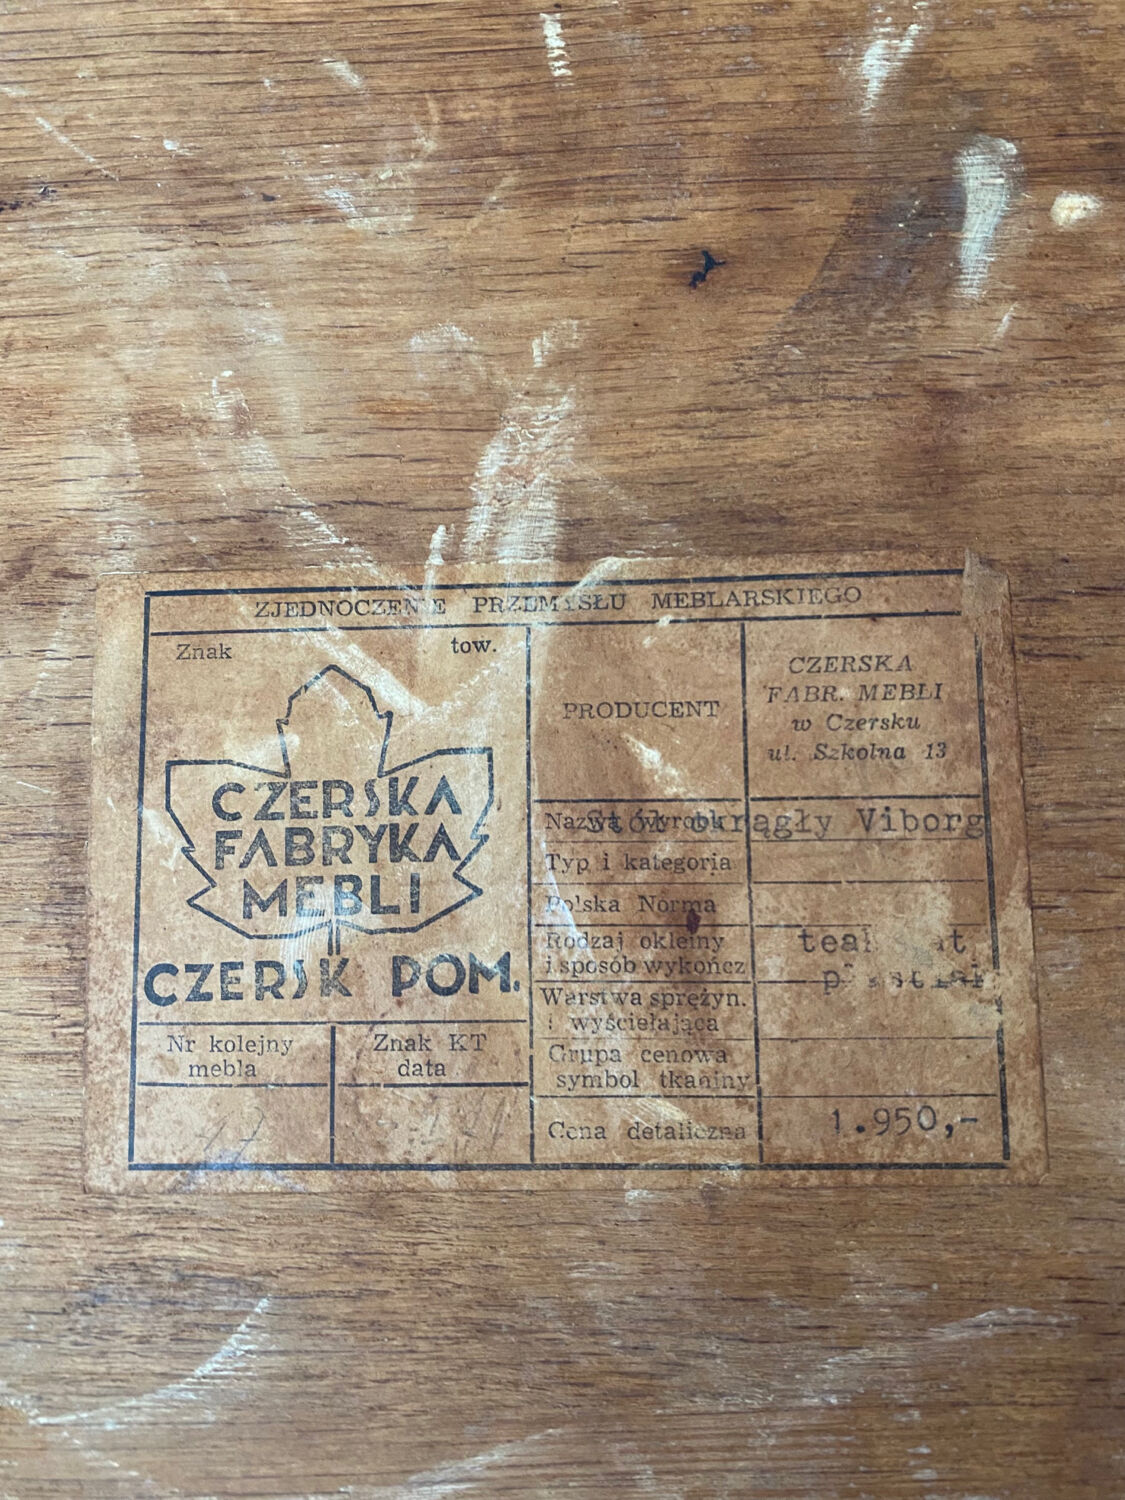 ZJEDNOCZENIE PRZEMYSŁU MEBLARSKIEGO
Znak tow.
CZERSKA
FABRYKA
MEBLI
CZERSK POM.
Nr kolejny
mebla
Znak KT
data
PRODUCENT
CZERSKA
FABR. MEBLI
w Czersku
ul. Szkolna 13
Nazwa wyrobu Stół okrągły Viborg
Typ i kategoria
Polska Norma
Rodzaj okleiny
i sposób wykończ
teak mat
Warstwa sprężyn.
i wyściełająca
Grupa cenowa
symbol tkaniny
Cena detaliczna 1.950,-